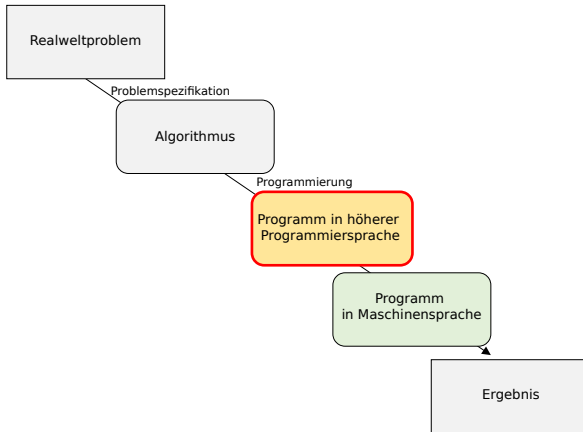 Realweltproblem
Problemspezifikation
Algorithmus
Programmierung
Programm in höherer
Programmiersprache
Programm
in Maschinensprache
Ergebnis